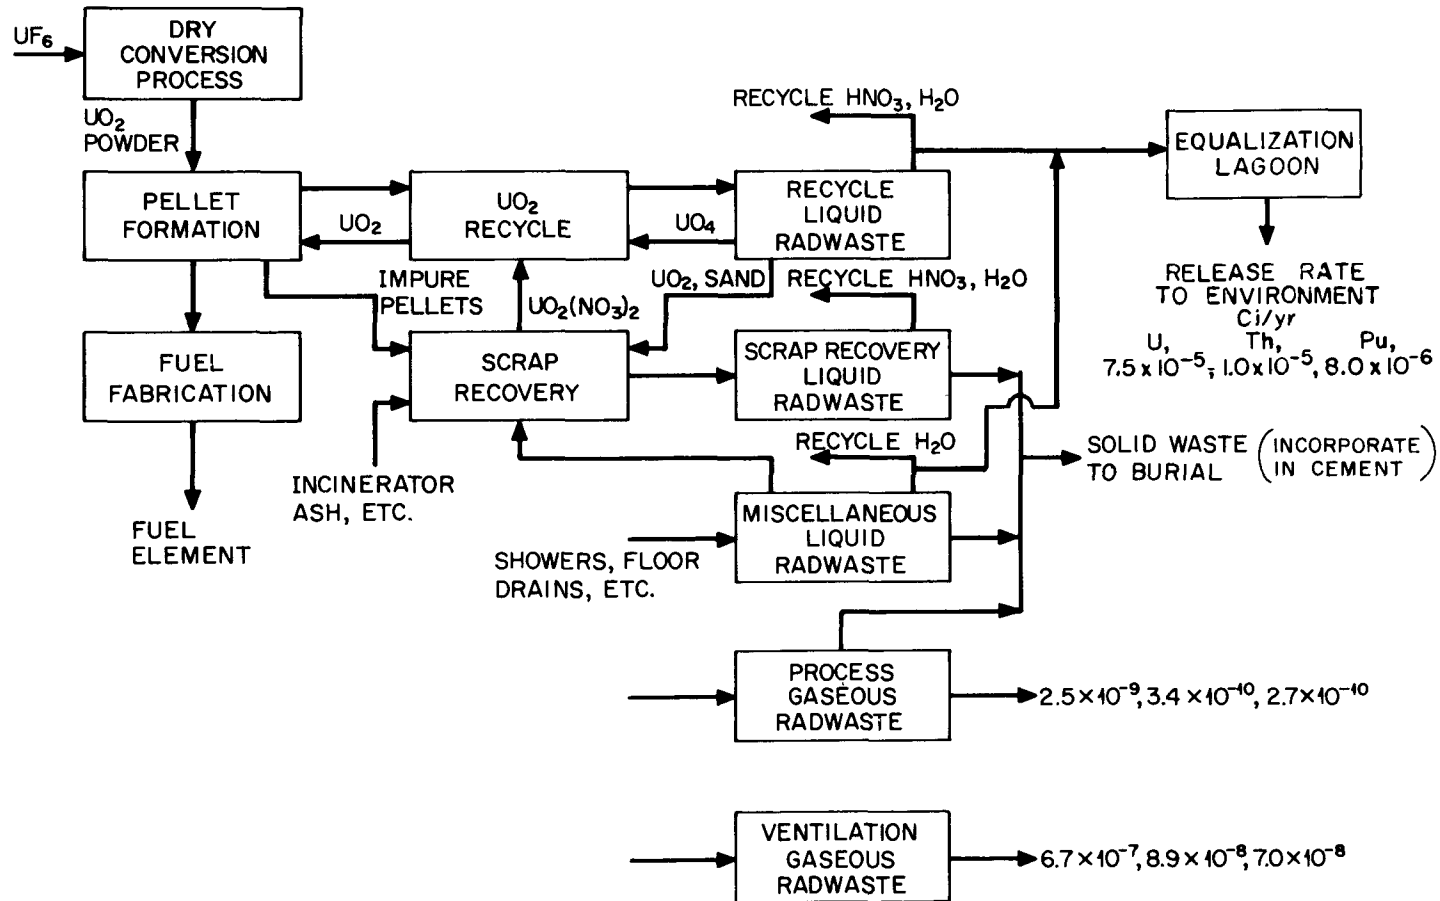 UF₆
DRY
CONVERSION
PROCESS
UO₂
POWDER
RECYCLE HNO₃, H₂O
EQUALIZATION
LAGOON
PELLET
FORMATION
UO₂
UO₂
RECYCLE
UO₄
RECYCLE
LIQUID
RADWASTE
IMPURE
PELLETS
UO₂(NO₃)₂
UO₂, SAND
RECYCLE HNO₃, H₂O
RELEASE RATE
TO ENVIRONMENT
Ci/yr
U, Th, Pu,
7.5 x 10⁻⁵, 1.0 x 10⁻⁵, 8.0 x 10⁻⁶
FUEL
FABRICATION
SCRAP
RECOVERY
SCRAP RECOVERY
LIQUID
RADWASTE
RECYCLE H₂O
SOLID WASTE (INCORPORATE
TO BURIAL IN CEMENT)
INCINERATOR
ASH, ETC.
FUEL
ELEMENT
SHOWERS, FLOOR
DRAINS, ETC.
MISCELLANEOUS
LIQUID
RADWASTE
PROCESS
GASEOUS
RADWASTE
2.5 x 10⁻⁹, 3.4 x 10⁻¹⁰, 2.7 x 10⁻¹⁰
VENTILATION
GASEOUS
RADWASTE
6.7 x 10⁻⁷, 8.9 x 10⁻⁸, 7.0 x 10⁻⁸